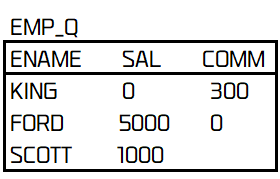 EMP_Q
ENAME SAL COMM
KING 0 300
FORD 5000 0
SCOTT 1000